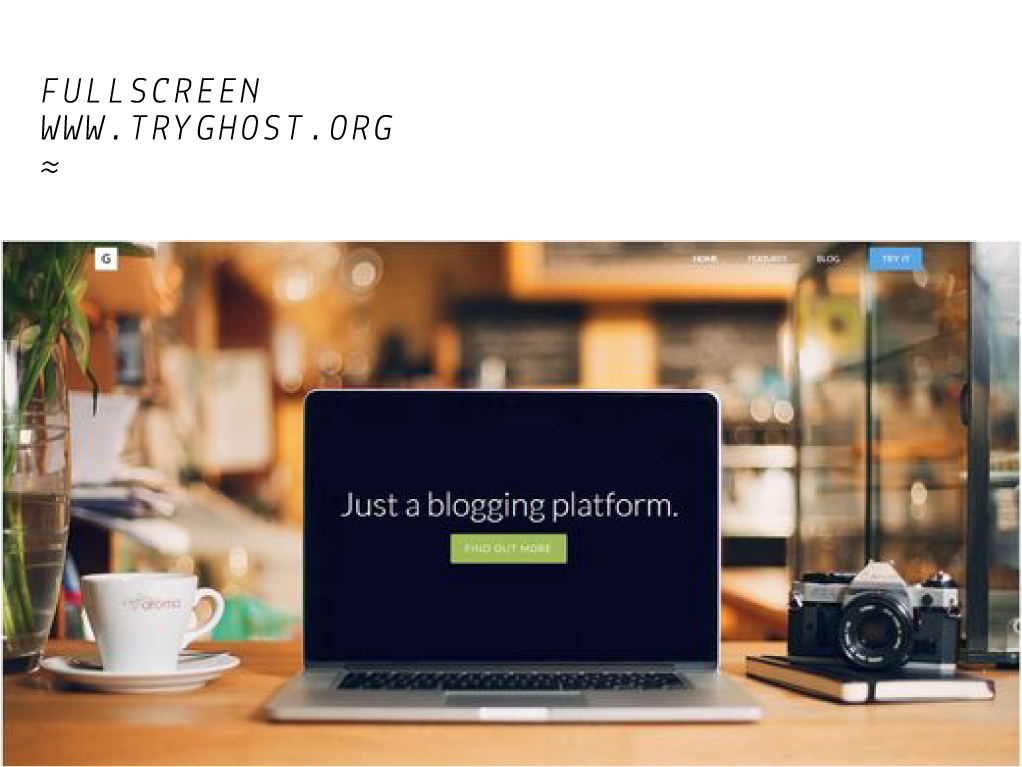 FULLSCREEN
WWW.TRYGHOST.ORG
≈
G
HOME FEATURES BLOG TRY IT
Just a blogging platform.
FIND OUT MORE
aroma